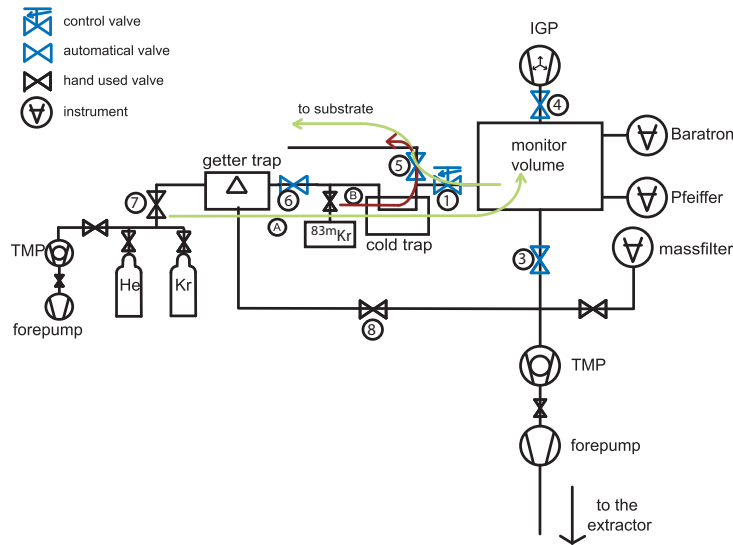 control valve
automatical valve
hand used valve
instrument
IGP
4
to substrate
monitor
volume
Baratron
getter trap
5
6
B
1
7
Pfeiffer
A
83mKr
cold trap
TMP
He
Kr
3
massfilter
forepump
8
TMP
forepump
to the
extractor